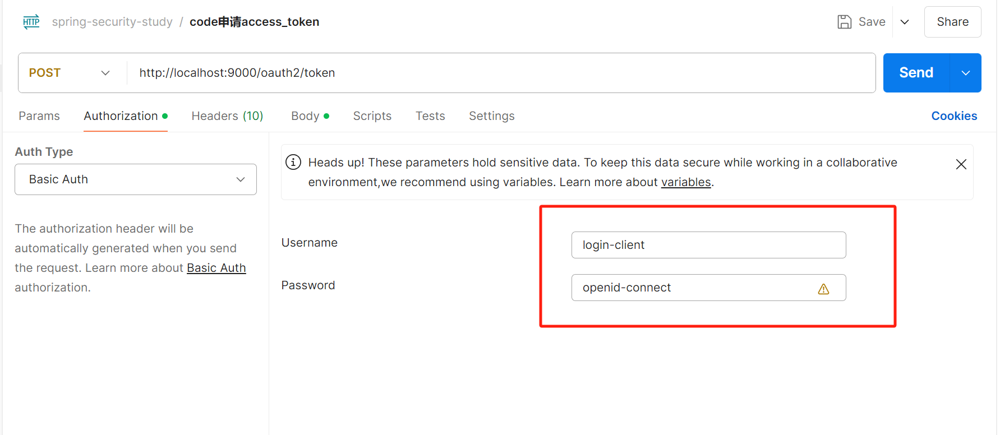 HTTP spring-security-study / code申请access_token Save Share
POST http://localhost:9000/oauth2/token Send
Params Authorization Headers (10) Body Scripts Tests Settings Cookies
Auth Type
Basic Auth
The authorization header will be
automatically generated when you send
the request. Learn more about Basic Auth
authorization.
Heads up! These parameters hold sensitive data. To keep this data secure while working in a collaborative
environment,we recommend using variables. Learn more about variables.
Username login-client
Password openid-connect